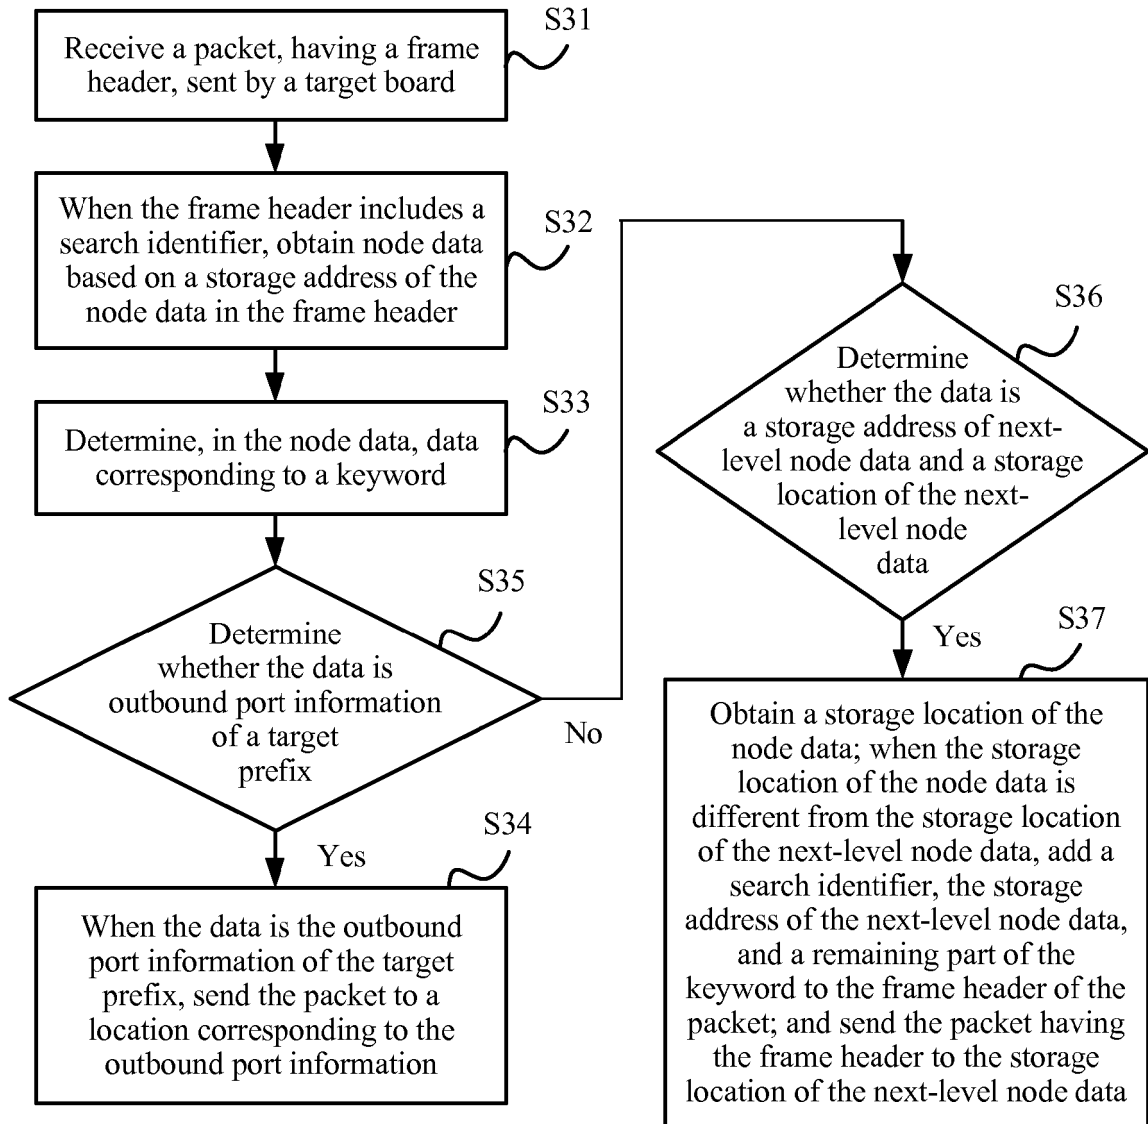 S31
Receive a packet, having a frame
header, sent by a target board
S32
When the frame header includes a
search identifier, obtain node data
based on a storage address of the
node data in the frame header
S33
Determine, in the node data, data
corresponding to a keyword
S35
Determine
whether the data is
outbound port information
of a target
prefix
No
Yes
S34
When the data is the outbound
port information of the target
prefix, send the packet to a
location corresponding to the
outbound port information
S36
Determine
whether the data is
a storage address of next-
level node data and a storage
location of the next-
level node
data
Yes
S37
Obtain a storage location of the
node data; when the storage
location of the node data is
different from the storage location
of the next-level node data, add a
search identifier, the storage
address of the next-level node data,
and a remaining part of the
keyword to the frame header of the
packet; and send the packet having
the frame header to the storage
location of the next-level node data